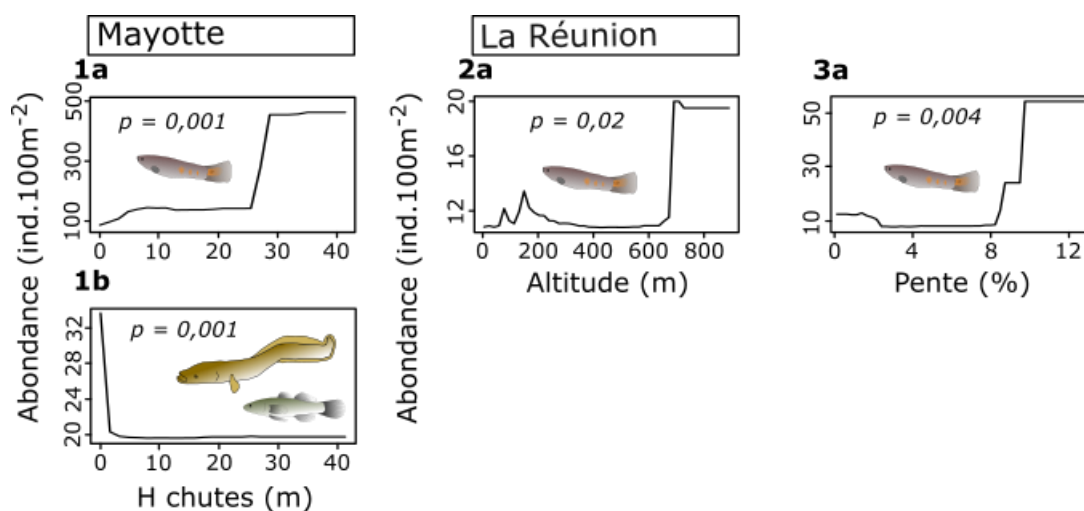 Mayotte
La Réunion
1a
2a
3a
Abondance (ind.100m⁻²)
100 300 500
p = 0,001
0 10 20 30 40
Abondance (ind.100m⁻²)
12 16 20
p = 0,02
0 200 400 600 800
Altitude (m)
10 30 50
p = 0,004
0 4 8 12
Pente (%)
1b
20 24 28 32
p = 0,001
0 10 20 30 40
H chutes (m)